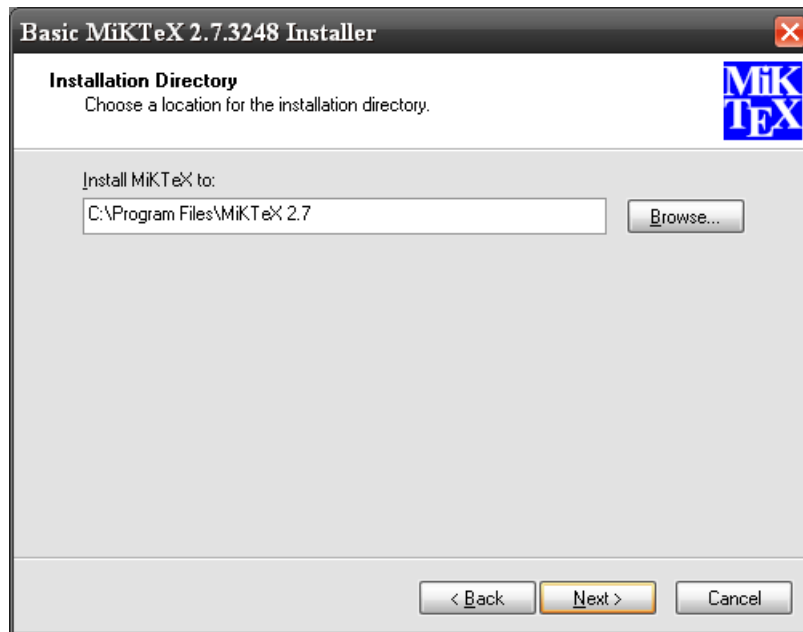 Basic MiKTeX 2.7.3248 Installer
Installation Directory
Choose a location for the installation directory.
MiK
TEX
Install MiKTeX to:
C:\Program Files\MiKTeX 2.7
Browse...
< Back
Next >
Cancel